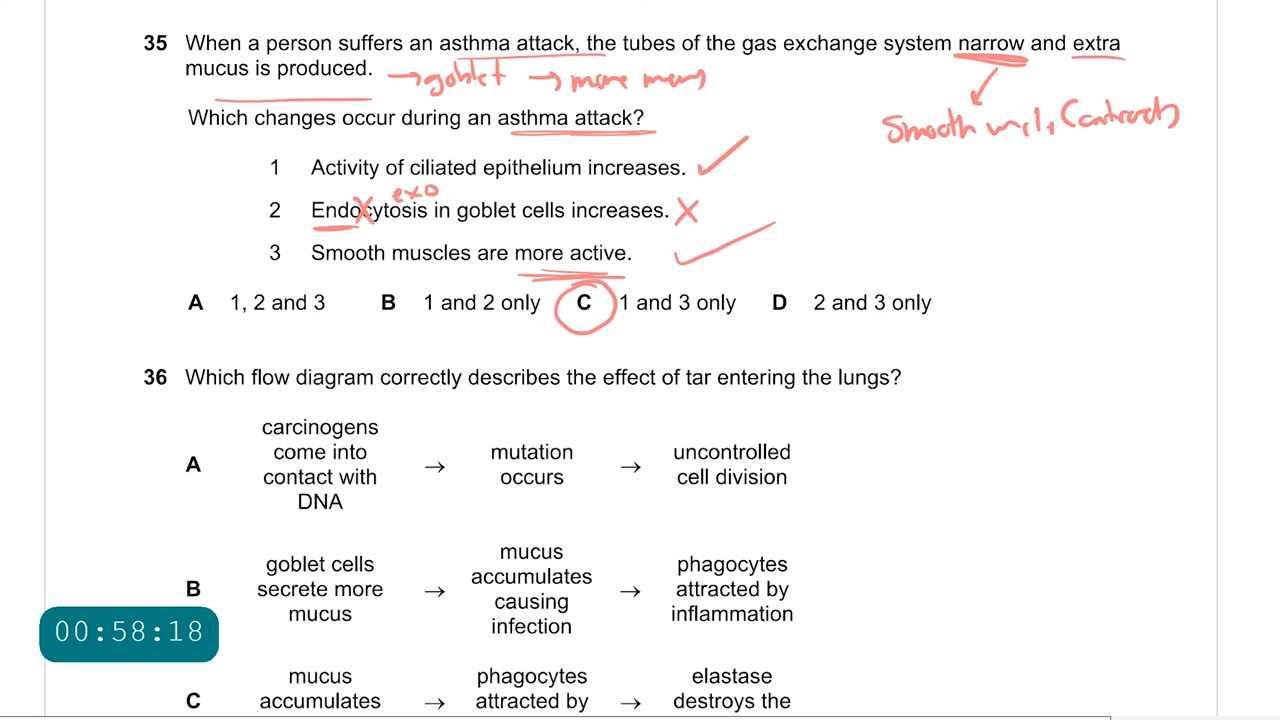 35 When a person suffers an asthma attack, the tubes of the gas exchange system narrow and extra
mucus is produced. → goblet → more mucus
Smooth contracts
Which changes occur during an asthma attack?
1 Activity of ciliated epithelium increases. ✓
exo
2 Endocytosis in goblet cells increases. X
3 Smooth muscles are more active. ✓
A 1, 2 and 3 B 1 and 2 only C 1 and 3 only D 2 and 3 only
36 Which flow diagram correctly describes the effect of tar entering the lungs?
carcinogens
come into
contact with
DNA
A → mutation
occurs
→ uncontrolled
cell division
goblet cells
secrete more
mucus
B → mucus
accumulates
causing
infection
→ phagocytes
attracted by
inflammation
00:58:18
mucus
accumulates
C → phagocytes
attracted by
→ elastase
destroys the